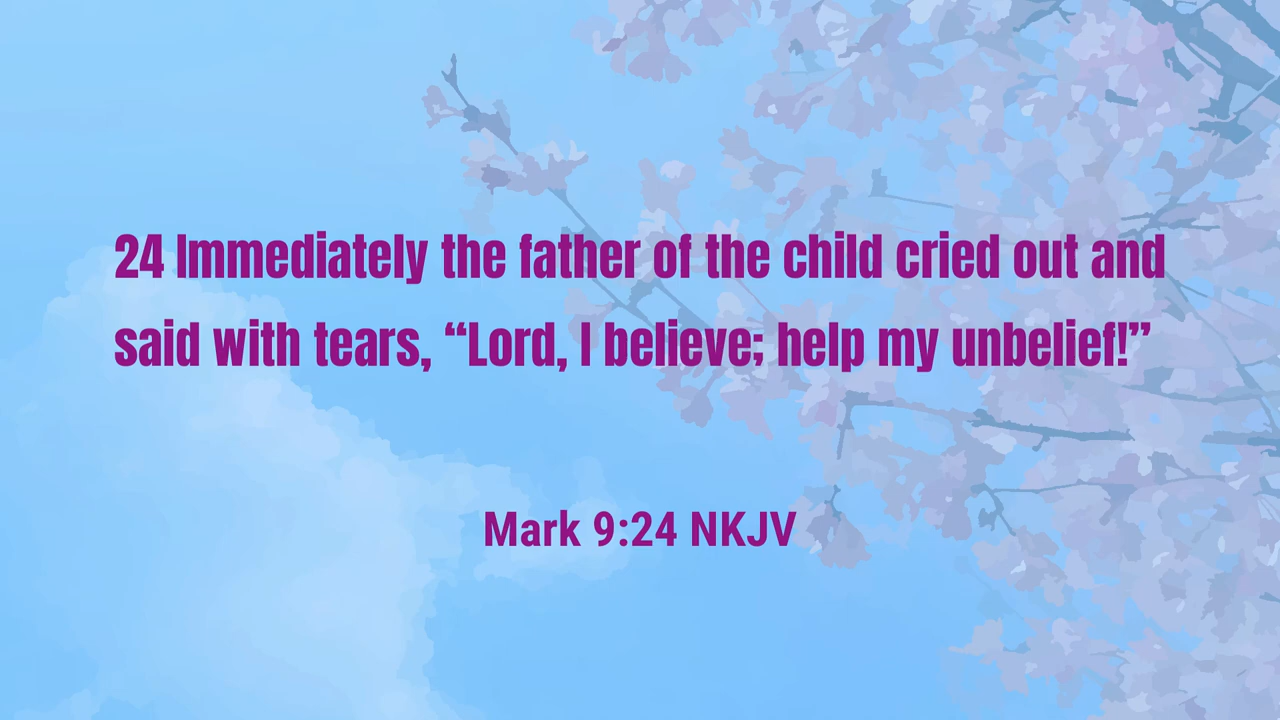 24 Immediately the father of the child cried out and
said with tears, “Lord, I believe; help my unbelief!”
Mark 9:24 NKJV